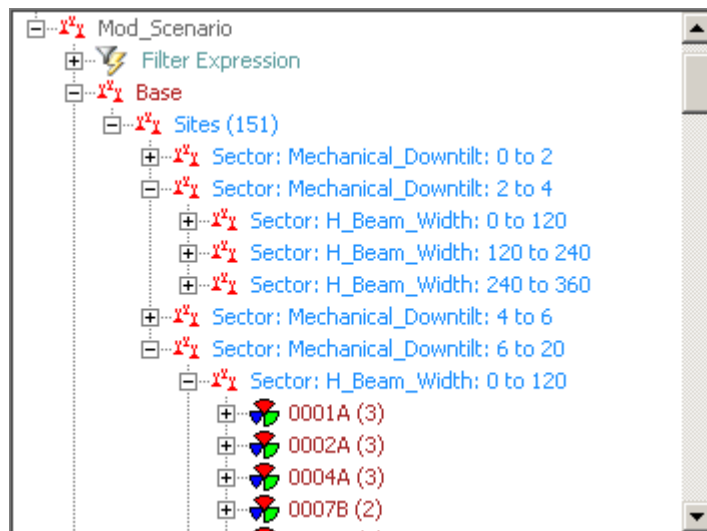 Mod_Scenario
Filter Expression
Base
Sites (151)
Sector: Mechanical_Downtilt: 0 to 2
Sector: Mechanical_Downtilt: 2 to 4
Sector: H_Beam_Width: 0 to 120
Sector: H_Beam_Width: 120 to 240
Sector: H_Beam_Width: 240 to 360
Sector: Mechanical_Downtilt: 4 to 6
Sector: Mechanical_Downtilt: 6 to 20
Sector: H_Beam_Width: 0 to 120
0001A (3)
0002A (3)
0004A (3)
0007B (2)